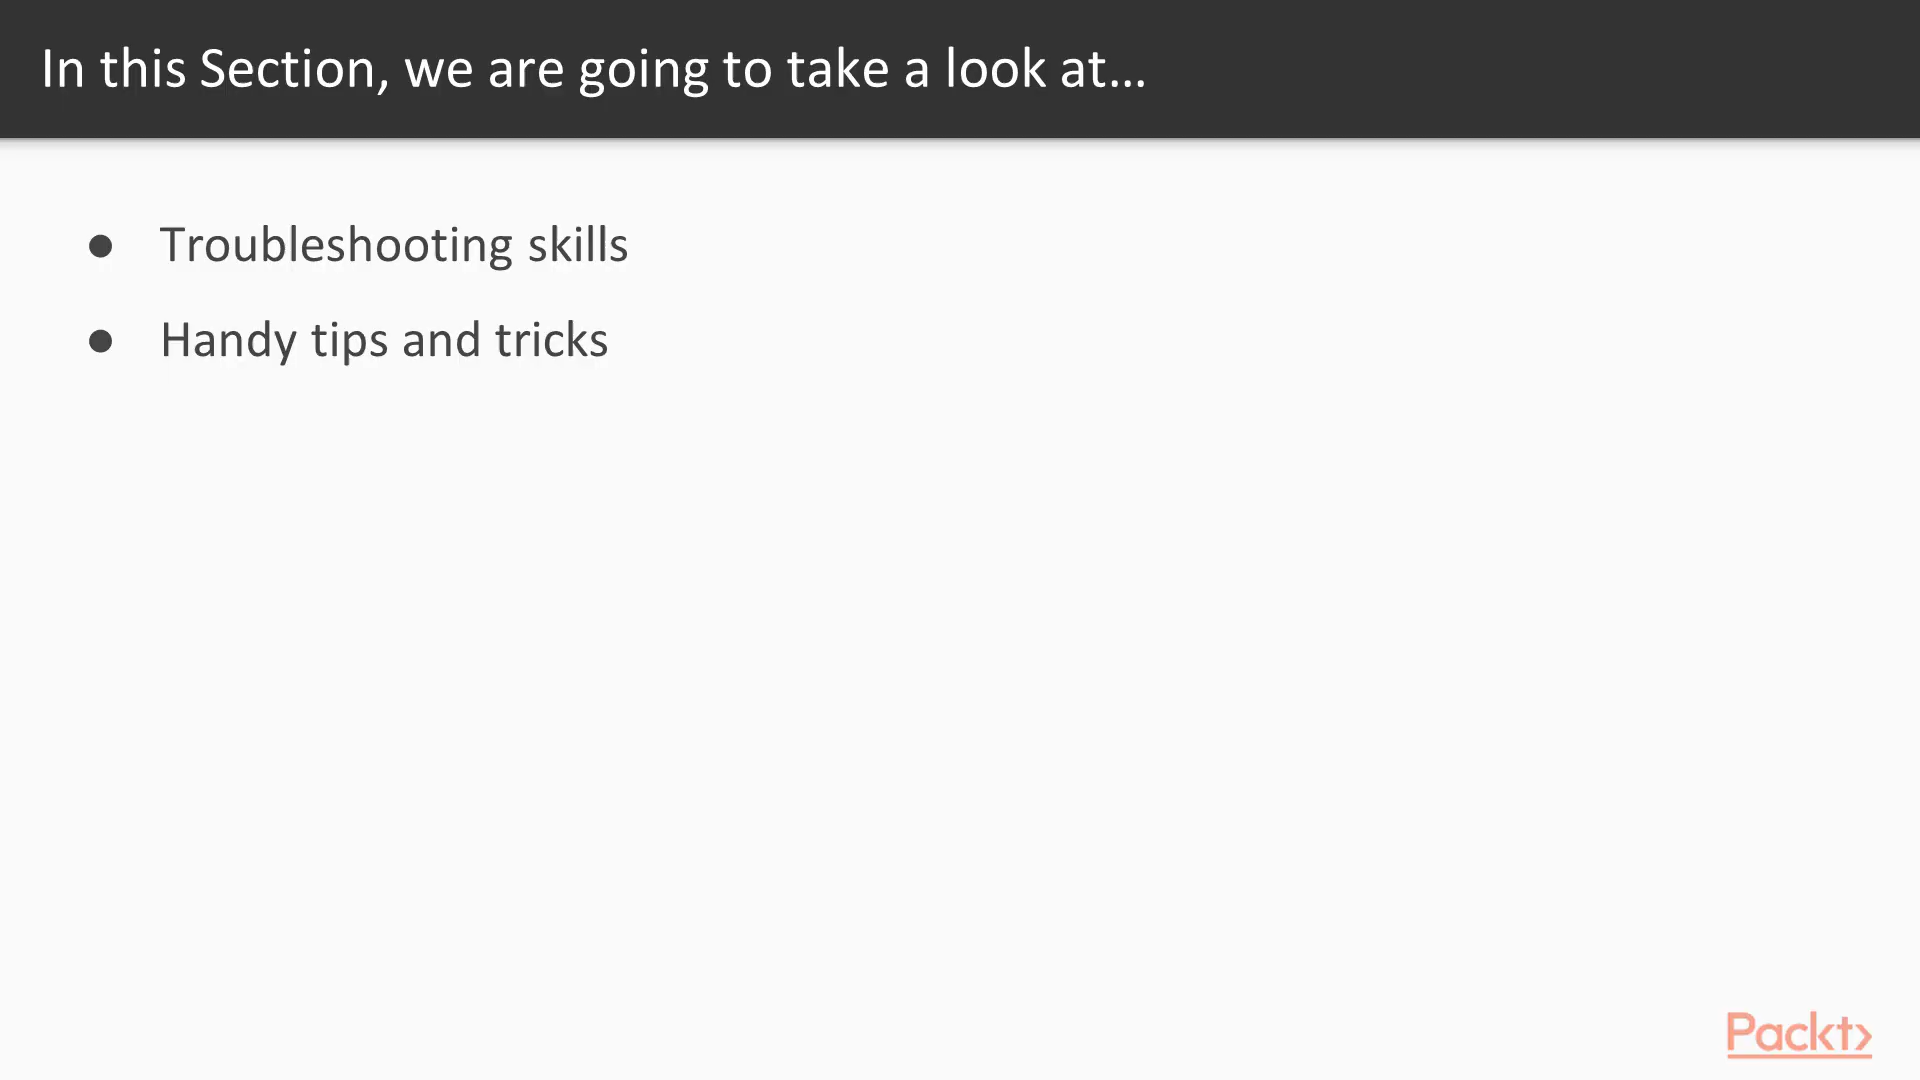 In this Section, we are going to take a look at...
● Troubleshooting skills
● Handy tips and tricks
Packt>